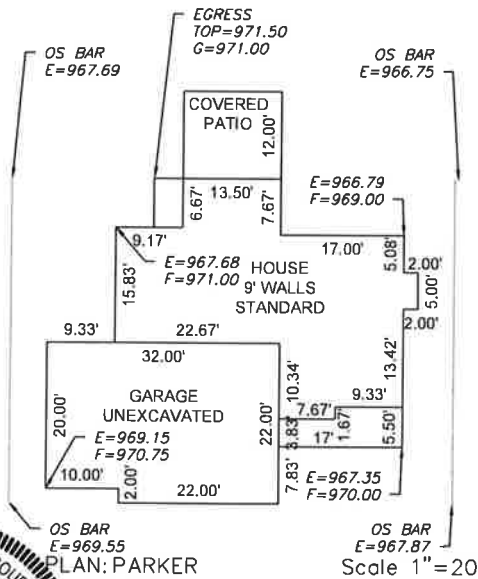 EGRESS
TOP=971.50
G=971.00
OS BAR
E=967.69
OS BAR
E=966.75
COVERED
PATIO
12.00'
13.50'
6.67'
7.67'
E=966.79
F=969.00
9.17'
17.00'
5.08'
2.00'
5.00'
2.00'
E=967.68
F=971.00
HOUSE
9' WALLS
STANDARD
15.83'
9.33'
22.67'
32.00'
13.42'
10.34'
9.33'
7.67'
1.67'
GARAGE
UNEXCAVATED
20.00'
22.00'
3.83'
17'
5.50'
E=969.15
F=970.75
7.83'
10.00'
2.00'
22.00'
E=967.35
F=970.00
OS BAR
E=969.55
OS BAR
E=967.87
PLAN: PARKER
Scale 1"=20